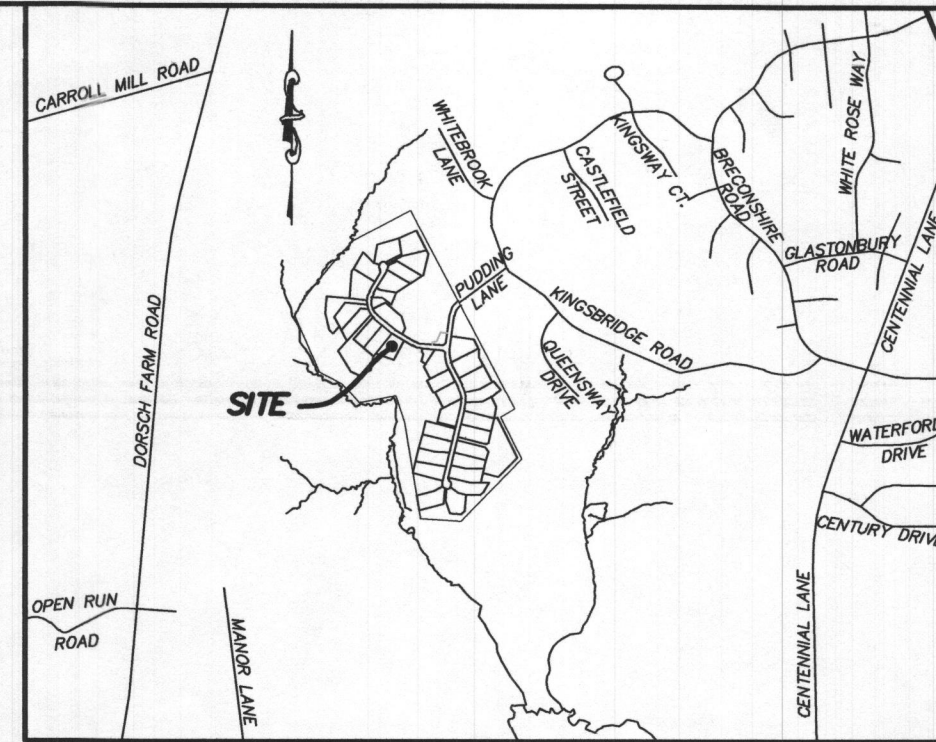 CARROLL MILL ROAD
DORSCH FARM ROAD
WHITEBROOK
LANE
KINGSWAY CT.
CASTLEFIELD
STREET
BRECONSHIRE
ROAD
WHITE ROSE WAY
GLASTONBURY
ROAD
CENTENNIAL LANE
PUDDING
LANE
KINGSBRIDGE ROAD
QUEENSWAY
DRIVE
SITE
WATERFORD
DRIVE
CENTURY DRIVE
OPEN RUN
ROAD
MANOR LANE
CENTENNIAL LANE